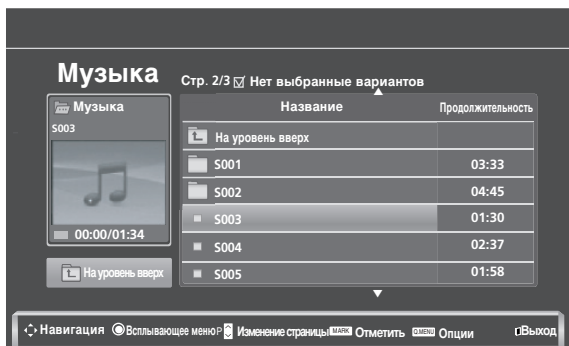 Музыка
Стр. 2/3 ☑ Нет выбранные вариантов
Музыка
S003
00:00/01:34
На уровень вверх
Название Продолжительность
На уровень вверх
S001 03:33
S002 04:45
S003 01:30
S004 02:37
S005 01:58
Навигация Всплывающее меню P Изменение страницы MARK Отметить Q.MENU Опции Выход